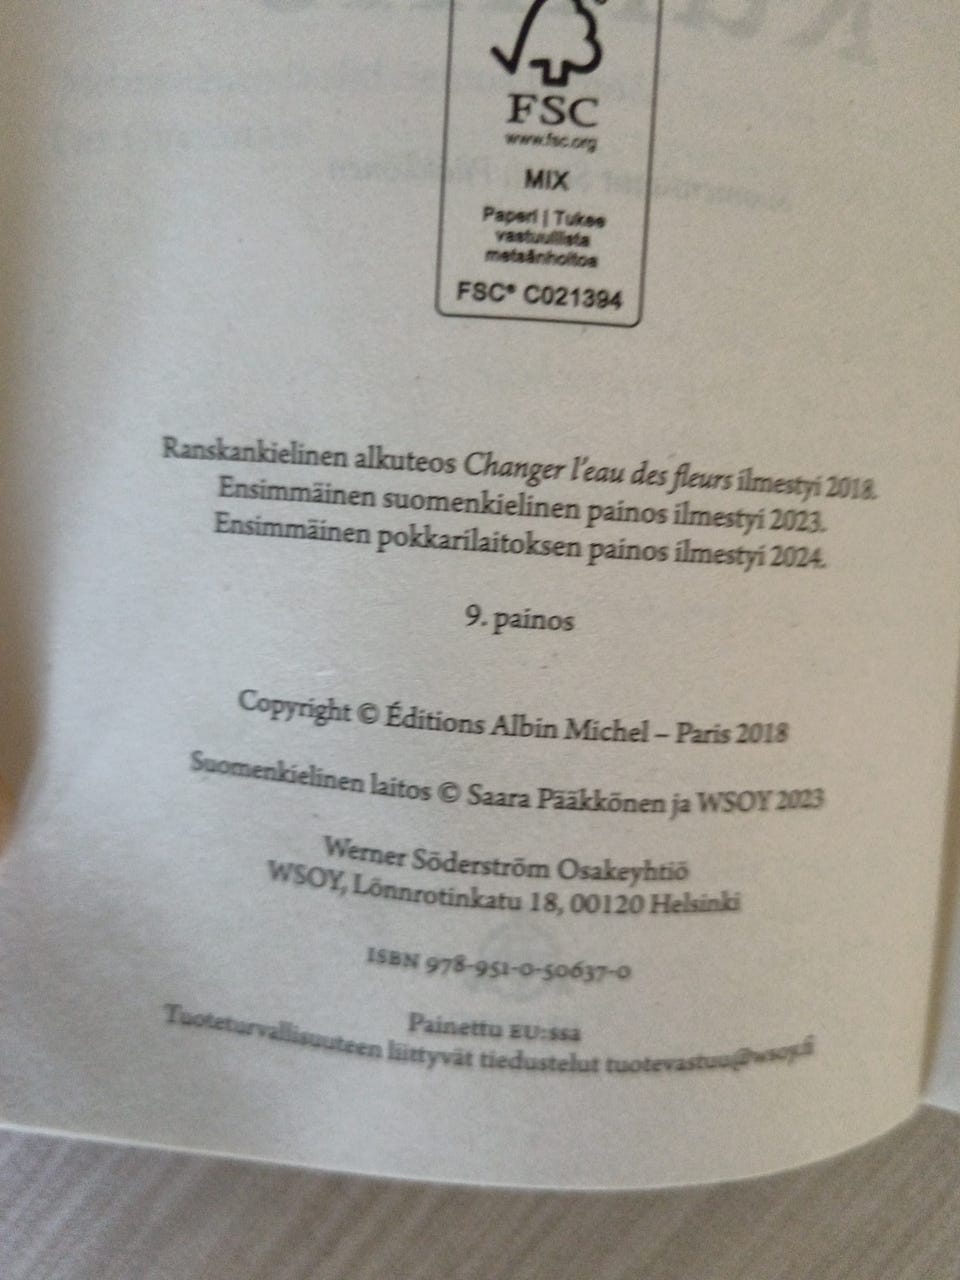 FSC
www.fsc.org
MIX
Paperi | Tukee
vastuullista
metsänhoitoa
FSC® C021394
Ranskankielinen alkuteos Changer l'eau des fleurs ilmestyi 2018.
Ensimmäinen suomenkielinen painos ilmestyi 2023.
Ensimmäinen pokkarilaitoksen painos ilmestyi 2024.
9. painos
Copyright © Éditions Albin Michel – Paris 2018
Suomenkielinen laitos © Saara Pääkkönen ja WSOY 2023
Werner Söderström Osakeyhtiö
WSOY, Lönnrotinkatu 18, 00120 Helsinki
ISBN 978-951-0-50637-0
Painettu EU:ssa
Tuoteturvallisuuteen liittyvät tiedustelut tuotevastuu@wsoy.fi